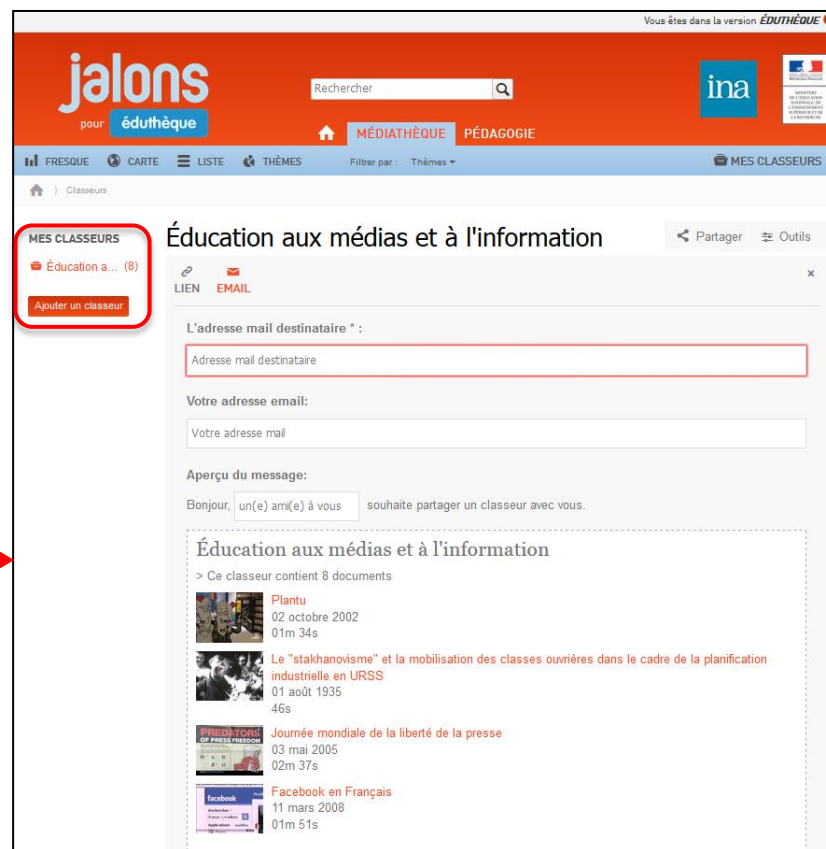 Vous êtes dans la version ÉDUTHÈQUE
jalons
pour éduthèque
Rechercher
ina
MÉDIATHÈQUE PÉDAGOGIE
FRESQUE CARTE LISTE THÈMES Filtrer par : Thèmes MES CLASSEURS
Classeurs
MES CLASSEURS
Éducation a... (8)
Ajouter un classeur
Éducation aux médias et à l'information
Partager Outils
LIEN EMAIL
x
L'adresse mail destinataire * :
Adresse mail destinataire
Votre adresse email:
Votre adresse mail
Aperçu du message:
Bonjour, un(e) ami(e) à vous souhaite partager un classeur avec vous.
Éducation aux médias et à l'information
> Ce classeur contient 8 documents
Plantu
02 octobre 2002
01m 34s
Le "stakhanovisme" et la mobilisation des classes ouvrières dans le cadre de la planification
industrielle en URSS
01 août 1935
46s
PREDATORS
OF PRESS FREEDOM
Journée mondiale de la liberté de la presse
03 mai 2005
02m 37s
facebook
Facebook en Français
11 mars 2008
01m 51s